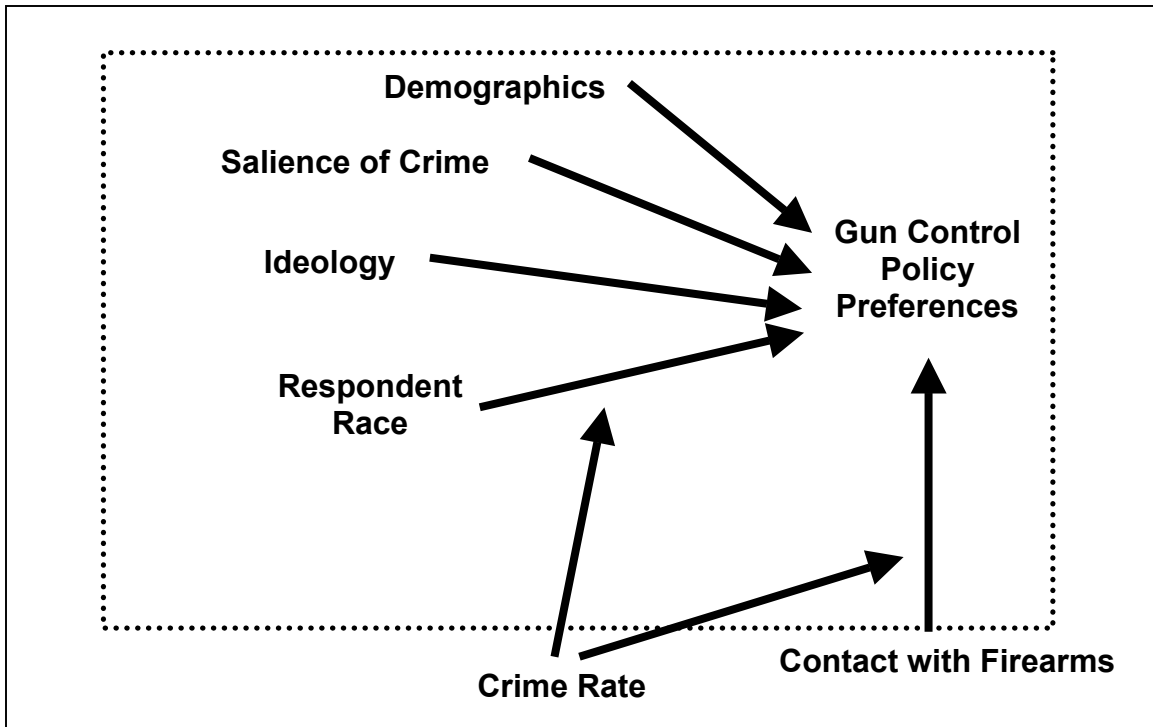 Demographics
Salience of Crime
Ideology
Respondent
Race
Gun Control
Policy
Preferences
Crime Rate
Contact with Firearms